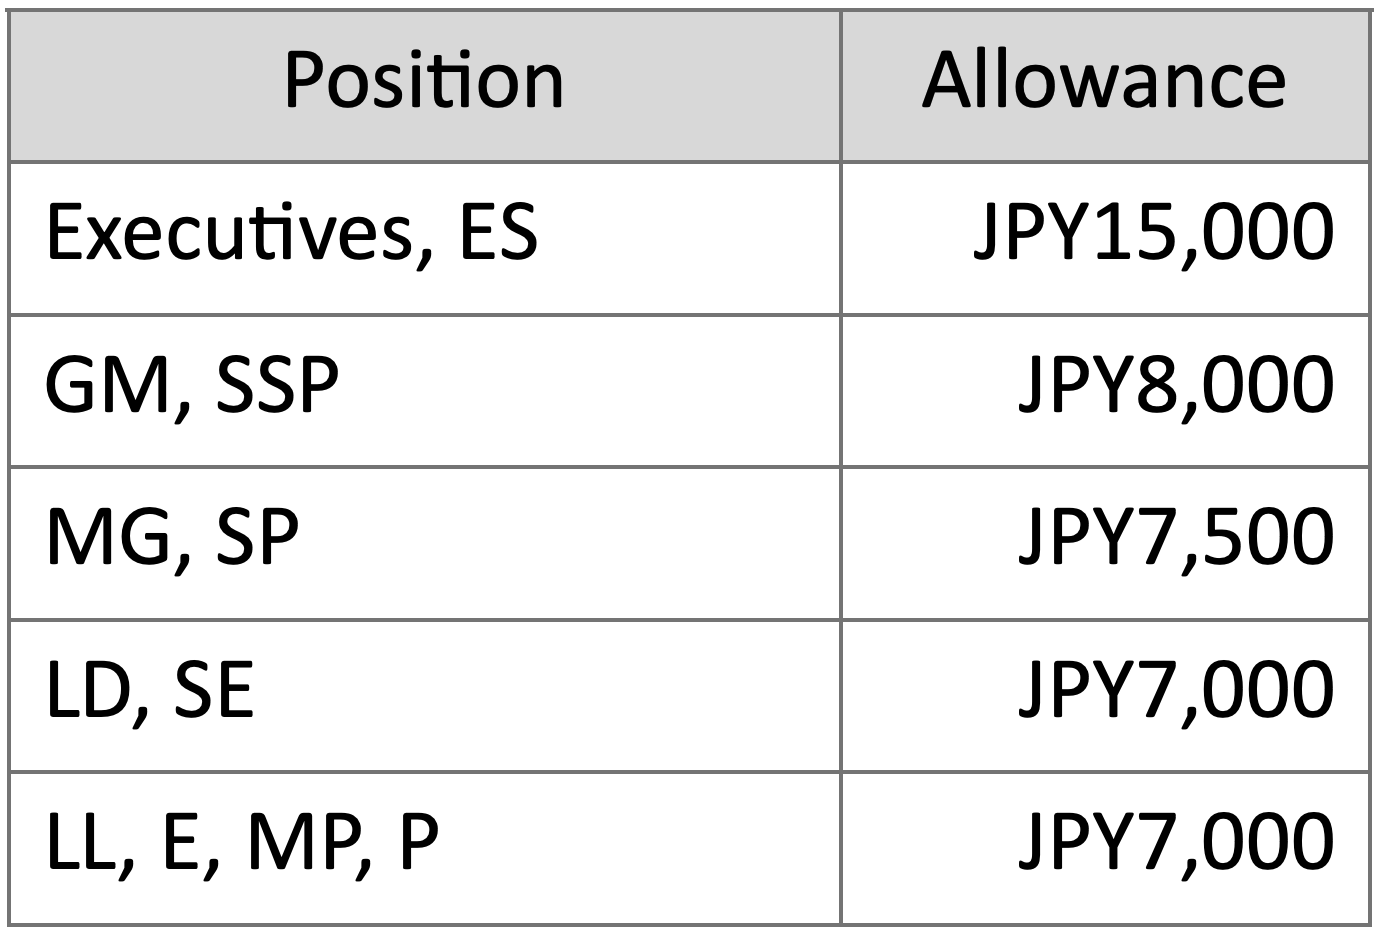 Position Allowance
Executives, ES JPY15,000
GM, SSP JPY8,000
MG, SP JPY7,500
LD, SE JPY7,000
LL, E, MP, P JPY7,000